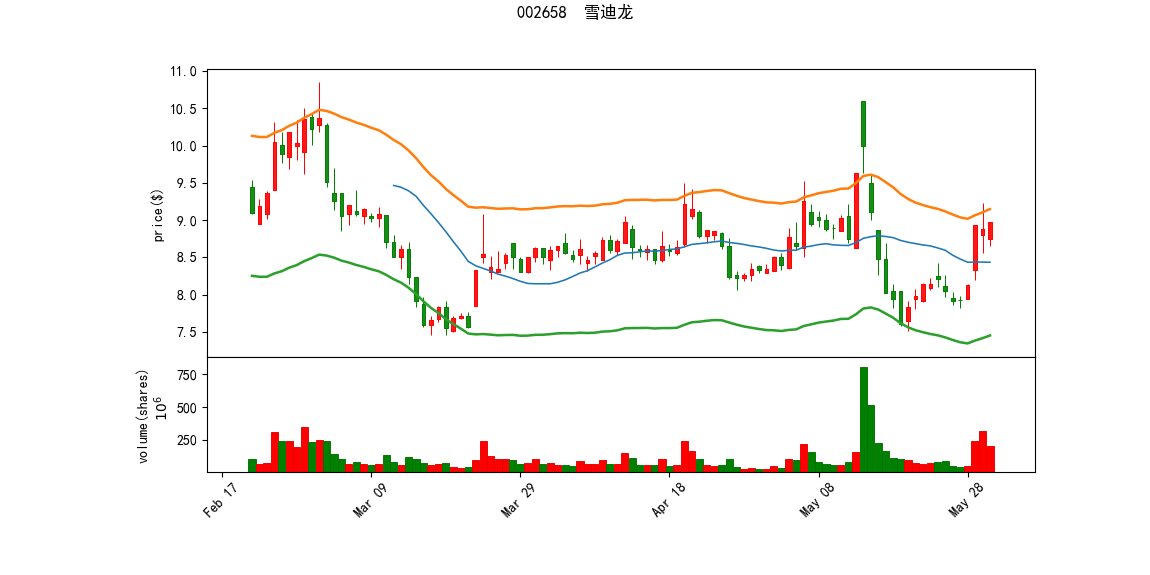 002658 雪迪龙
11.0
10.5
10.0
9.5
9.0
8.5
8.0
7.5
price($)
750
500
250
volume(shares)
10^6
Feb 17
Mar 09
Mar 29
Apr 18
May 08
May 28